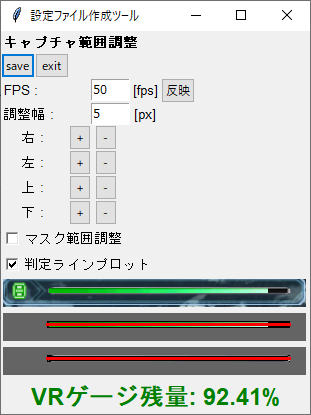 設定ファイル作成ツール
キャプチャ範囲調整
save exit
FPS : 50 [fps] 反映
調整幅 : 5 [px]
右 : + -
左 : + -
上 : + -
下 : + -
マスク範囲調整
判定ラインプロット
VRゲージ残量: 92.41%